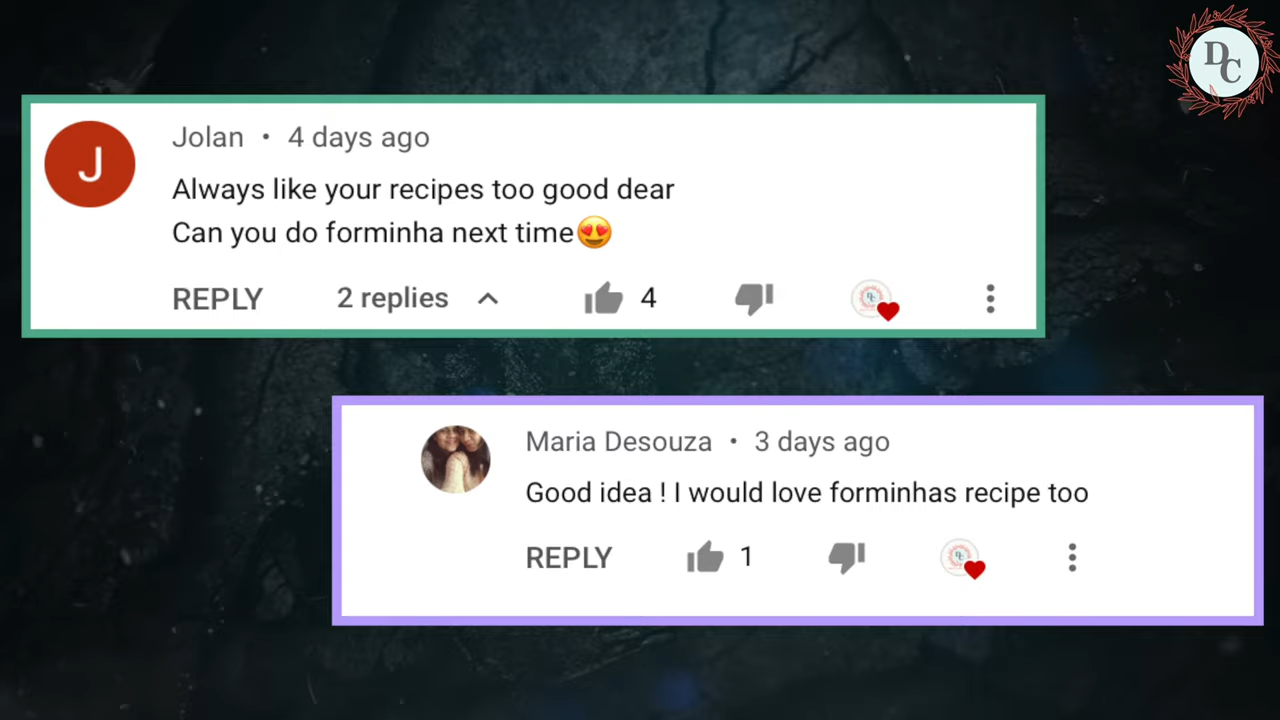 DC
J
Jolan • 4 days ago
Always like your recipes too good dear
Can you do forminha next time😍
REPLY 2 replies 4
Maria Desouza • 3 days ago
Good idea ! I would love forminhas recipe too
REPLY 1